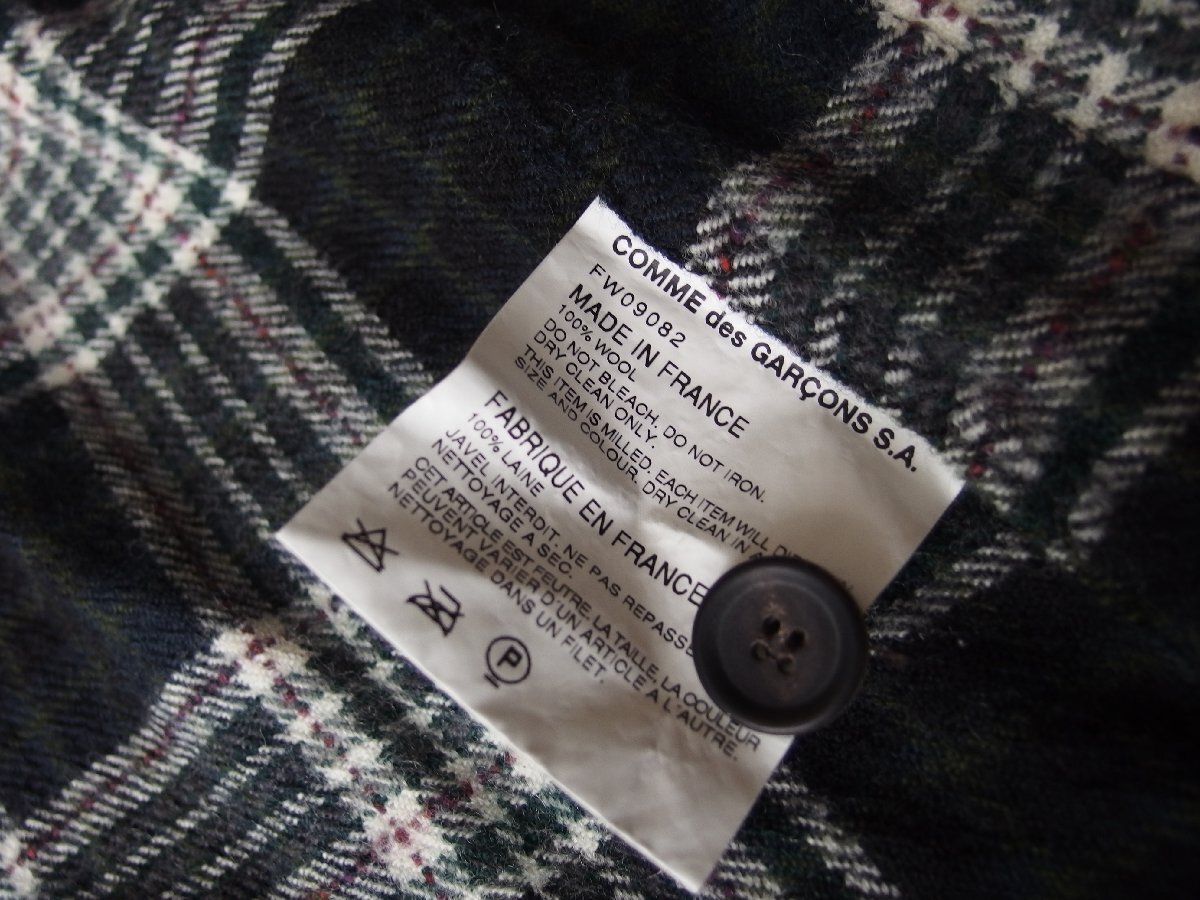 COMME des GARÇONS S.A.
FW09082
MADE IN FRANCE
100% WOOL
DO NOT BLEACH, DO NOT IRON.
DRY CLEAN ONLY.
THIS ITEM IS MILLED, EACH ITEM WILL
SIZE AND COLOUR, DRY CLEAN IN
FABRIQUE EN FRANCE
100% LAINE
JAVEL INTERDIT. NE PAS REPASSE
NETTOYAGE A SEC.
CET ARTICLE EST FEUTRE, LA TAILLE, LA COULEUR
PEUVENT VARIER D'UN ARTICLE A L'AUTRE.
NETTOYAGE DANS UN FILET.
P